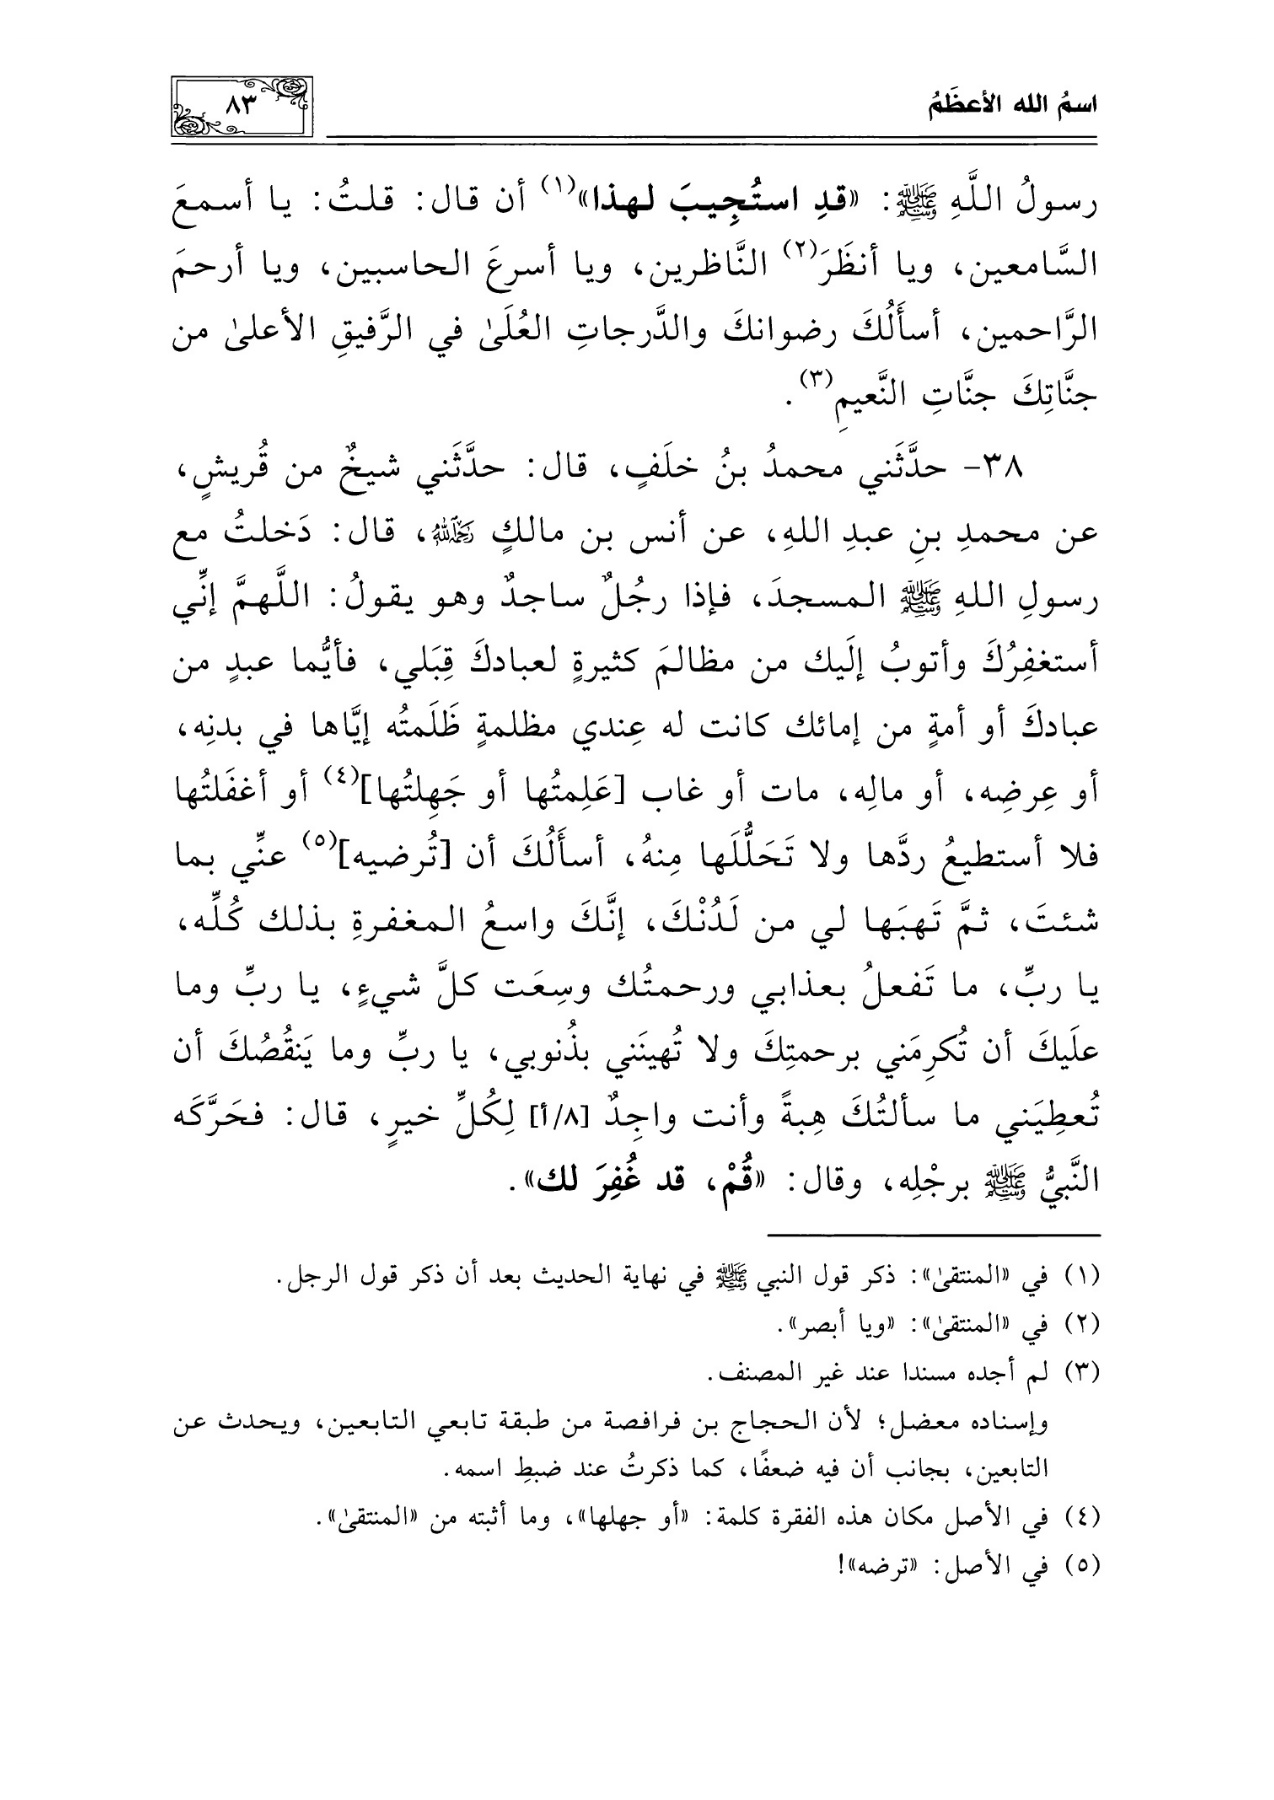 اسمُ الله الأعظَمُ
٨٣
رسولُ اللَّهِ ﷺ: «قدِ استُجِيبَ لهذا»(١) أن قال: قلتُ: يا أسمعَ
السَّامعين، ويا أنظَرَ(٢) النَّاظرين، ويا أسرعَ الحاسبين، ويا أرحمَ
الرَّاحمين، أسأَلُكَ رضوانكَ والدَّرجاتِ العُلَىٰ في الرَّفيقِ الأعلىٰ من
جنَّاتِكَ جنَّاتِ النَّعيمِ(٣).
٣٨- حدَّثَني محمدُ بنُ خلَفٍ، قال: حدَّثَني شيخٌ من قُريشٍ،
عن محمدِ بنِ عبدِ اللهِ، عن أنس بن مالكٍ رَحِمَهُ اللهُ، قال: دَخلتُ مع
رسولِ اللهِ ﷺ المسجدَ، فإذا رجُلٌ ساجدٌ وهو يقولُ: اللَّهمَّ إنِّي
أستغفِرُكَ وأتوبُ إلَيك من مظالمَ كثيرةٍ لعبادكَ قِبَلي، فأيُّما عبدٍ من
عبادكَ أو أمةٍ من إمائك كانت له عِندي مظلمةٍ ظَلَمتُه إيَّاها في بدنِه،
أو عِرضِه، أو مالِه، مات أو غاب [عَلِمتُها أو جَهِلتُها](٤) أو أغفَلتُها
فلا أستطيعُ ردَّها ولا تَحَلُّلَها مِنهُ، أسأَلُكَ أن [تُرضيه](٥) عنِّي بما
شئتَ، ثمَّ تَهبَها لي من لَدُنْكَ، إنَّكَ واسعُ المغفرةِ بذلك كُلِّه،
يا ربِّ، ما تَفعلُ بعذابي ورحمتُك وسِعَت كلَّ شيءٍ، يا ربِّ وما
علَيكَ أن تُكرِمَني برحمتِكَ ولا تُهينَني بذُنوبي، يا ربِّ وما يَنقُصُكَ أن
تُعطِيَني ما سألتُكَ هِبةً وأنت واجِدٌ [٨/أ] لِكُلِّ خيرٍ، قال: فحَرَّكَه
النَّبيُّ ﷺ برجْلِه، وقال: «قُمْ، قد غُفِرَ لك».
(١) في «المنتقىٰ»: ذكر قول النبي ﷺ في نهاية الحديث بعد أن ذكر قول الرجل.
(٢) في «المنتقىٰ»: «ويا أبصر».
(٣) لم أجده مسندا عند غير المصنف.
وإسناده معضل؛ لأن الحجاج بن فرافصة من طبقة تابعي التابعين، ويحدث عن
التابعين، بجانب أن فيه ضعفًا، كما ذكرتُ عند ضبطِ اسمه.
(٤) في الأصل مكان هذه الفقرة كلمة: «أو جهلها»، وما أثبته من «المنتقىٰ».
(٥) في الأصل: «ترضه»!